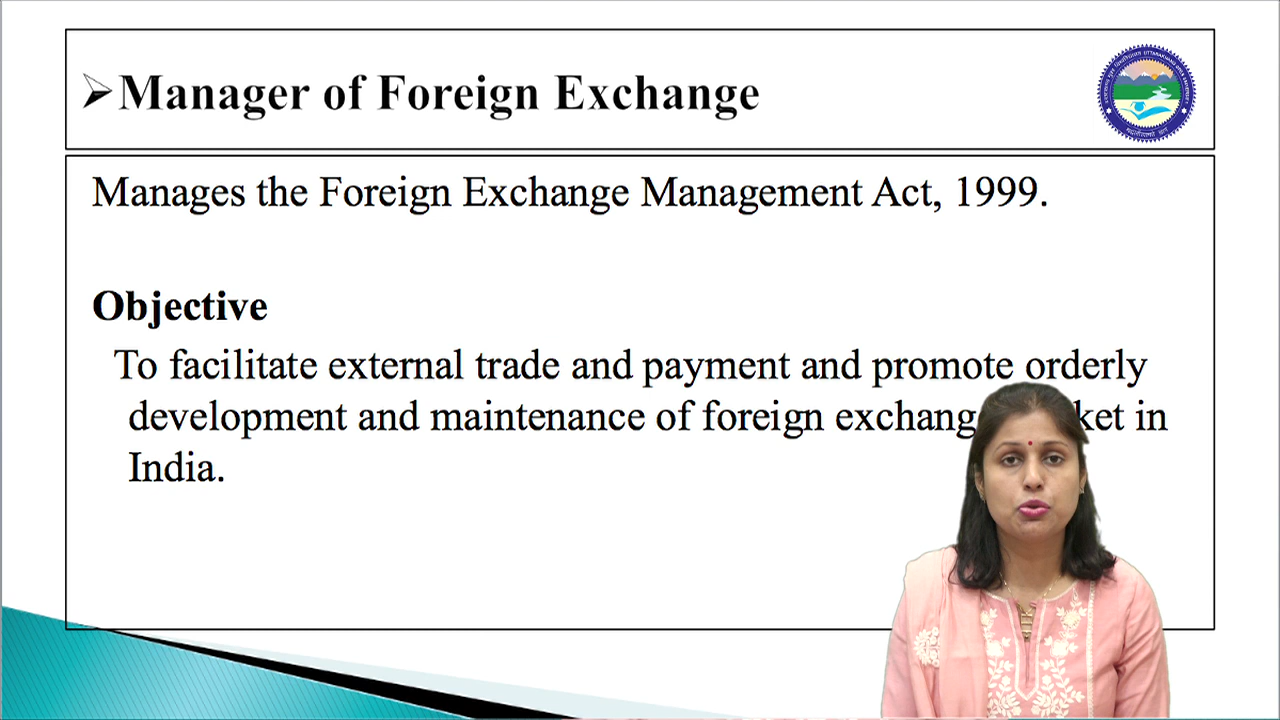 Manager of Foreign Exchange
Manages the Foreign Exchange Management Act, 1999.
Objective
To facilitate external trade and payment and promote orderly
development and maintenance of foreign exchang ket in
India.